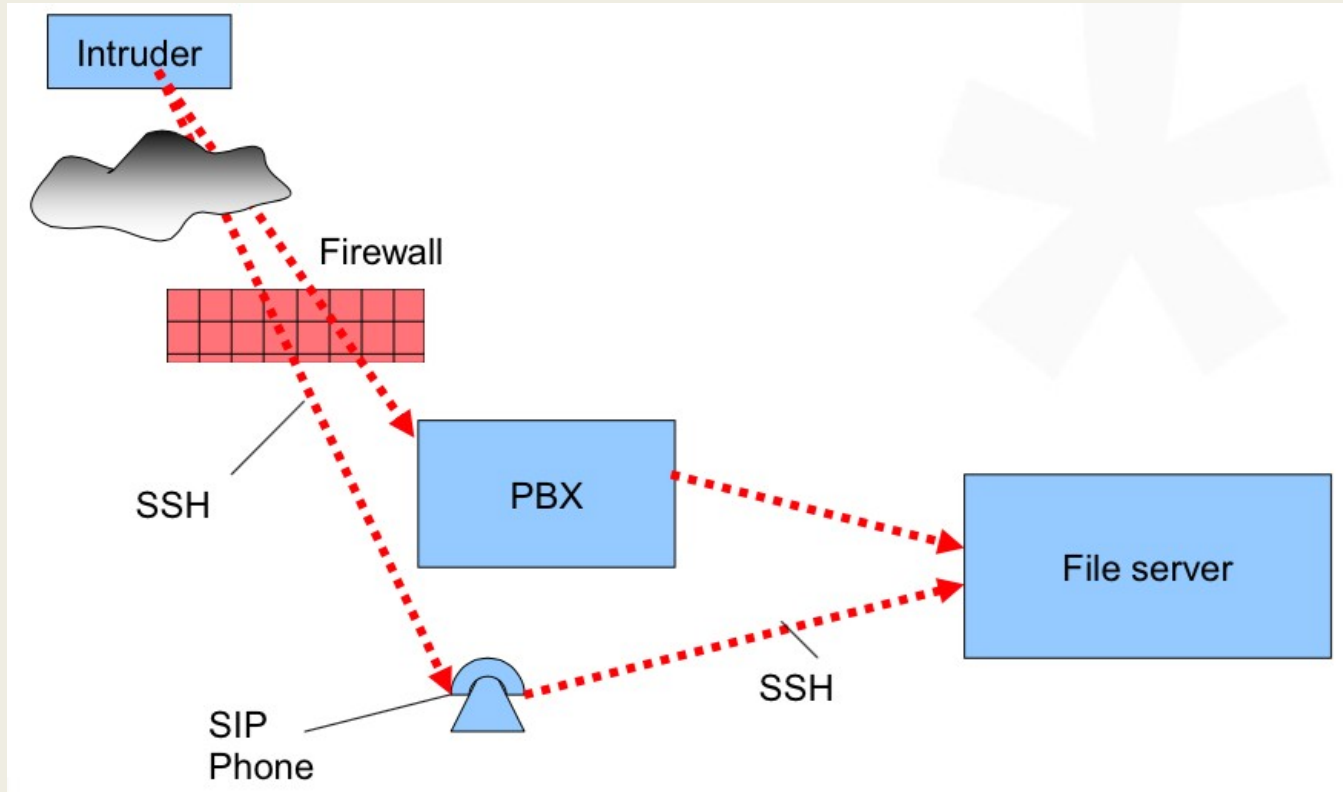 Intruder
Firewall
SSH
PBX
File server
SSH
SIP
Phone